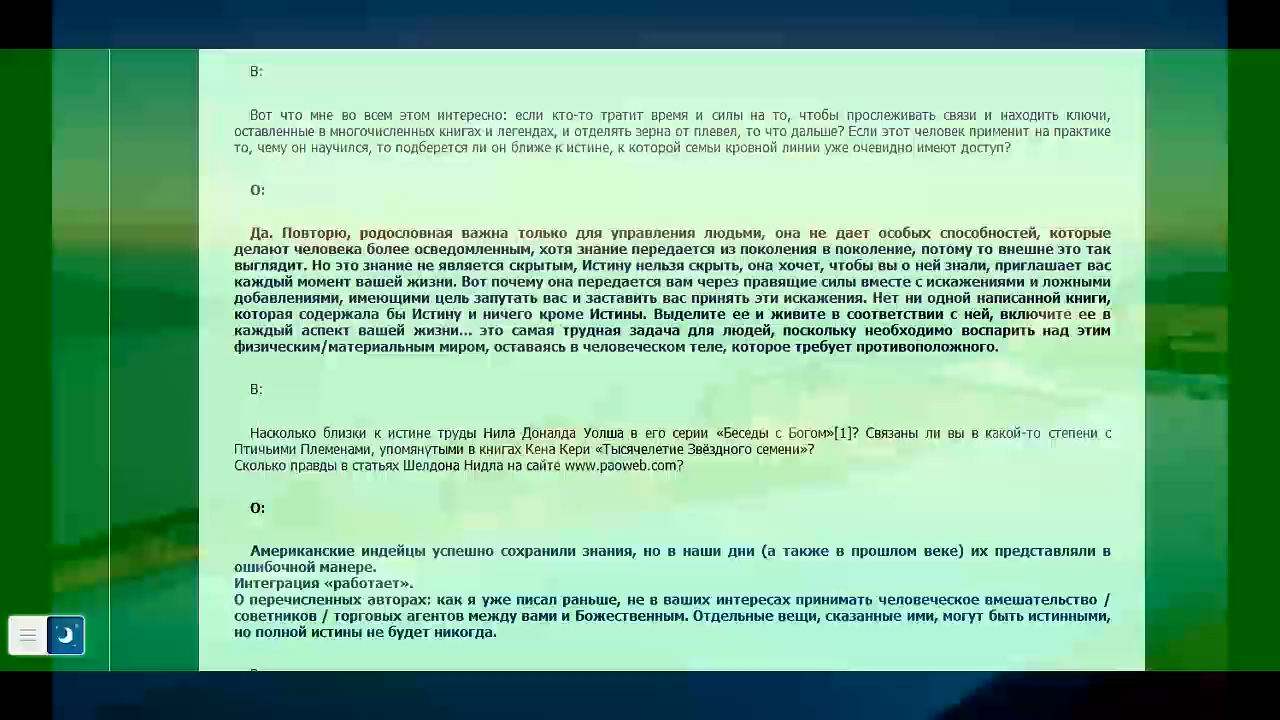 В:
Вот что мне во всем этом интересно: если кто-то тратит время и силы на то, чтобы прослеживать связи и находить ключи,
оставленные в многочисленных книгах и легендах, и отделять зерна от плевел, то что дальше? Если этот человек применит на практике
то, чему он научился, то подберется ли он ближе к истине, к которой семьи кровной линии уже очевидно имеют доступ?
О:
Да. Повторю, родословная важна только для управления людьми, она не дает особых способностей, которые
делают человека более осведомленным, хотя знание передается из поколения в поколение, потому то внешне это так
выглядит. Но это знание не является скрытым, Истину нельзя скрыть, она хочет, чтобы вы о ней знали, приглашает вас
каждый момент вашей жизни. Вот почему она передается вам через правящие силы вместе с искажениями и ложными
добавлениями, имеющими цель запутать вас и заставить вас принять эти искажения. Нет ни одной написанной книги,
которая содержала бы Истину и ничего кроме Истины. Выделите ее и живите в соответствии с ней, включите ее в
каждый аспект вашей жизни... это самая трудная задача для людей, поскольку необходимо воспарить над этим
физическим/материальным миром, оставаясь в человеческом теле, которое требует противоположного.
В:
Насколько близки к истине труды Нила Доналда Уолша в его серии «Беседы с Богом»[1]? Связаны ли вы в какой-то степени с
Птичьими Племенами, упомянутыми в книгах Кена Кери «Тысячелетие Звёздного семени»?
Сколько правды в статьях Шелдона Нидла на сайте www.paoweb.com?
О:
Американские индейцы успешно сохранили знания, но в наши дни (а также в прошлом веке) их представляли в
ошибочной манере.
Интеграция «работает».
О перечисленных авторах: как я уже писал раньше, не в ваших интересах принимать человеческое вмешательство /
советников / торговых агентов между вами и Божественным. Отдельные вещи, сказанные ими, могут быть истинными,
но полной истины не будет никогда.